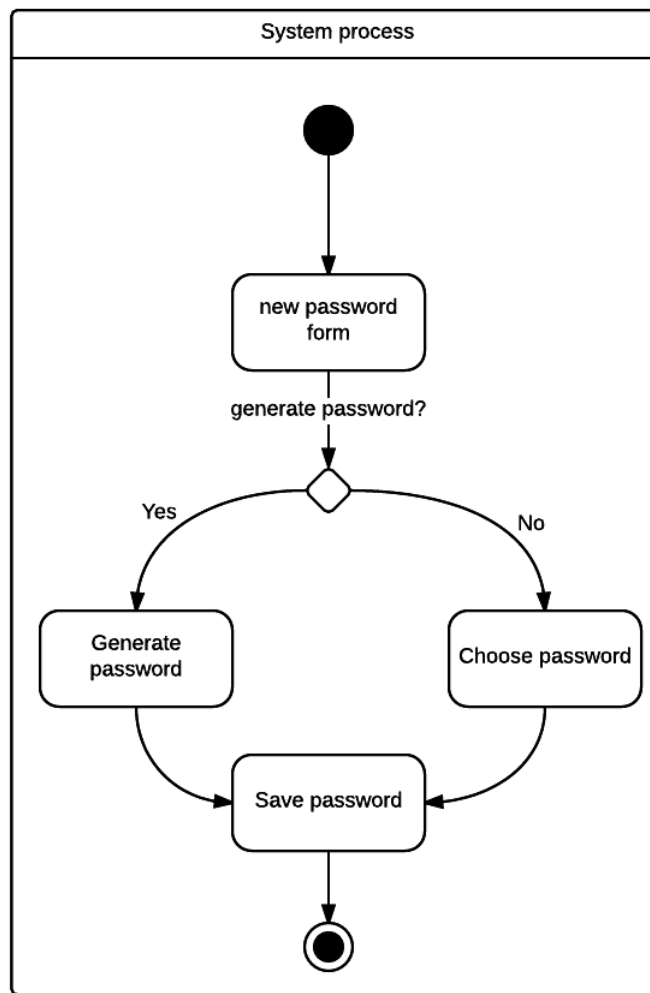 System process
new password
form
generate password?
Yes
No
Generate
password
Choose password
Save password